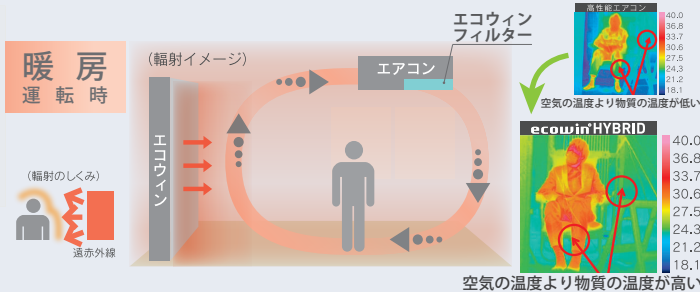 暖房
運転時
(輻射イメージ)
エコウィン
フィルター
エアコン
エコウィン
(輻射のしくみ)
遠赤外線
高性能エアコン
40.0
36.8
33.7
30.6
27.5
24.3
21.2
18.1
空気の温度より物質の温度が低い
ecowin HYBRID
40.0
36.8
33.7
30.6
27.5
24.3
21.2
18.1
空気の温度より物質の温度が高い